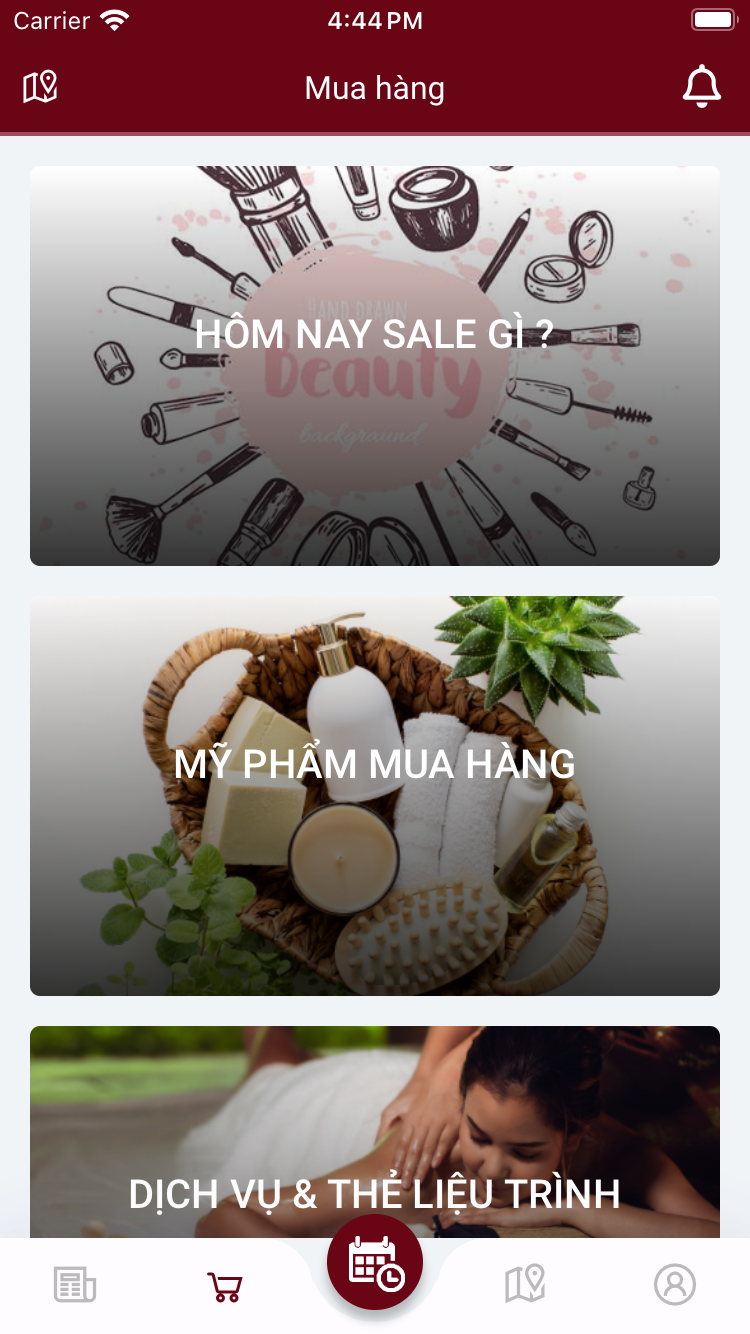 Carrier 4:44 PM
Mua hàng
HAND DRAWN
HÔM NAY SALE GÌ ?
Beauty
backgraund
MỸ PHẨM MUA HÀNG
DỊCH VỤ & THẺ LIỆU TRÌNH